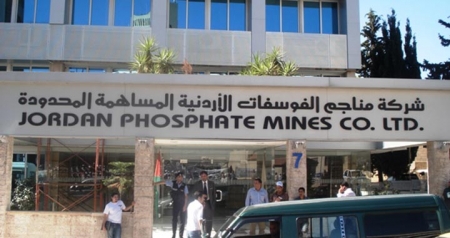 شركة مناجم الفوسفات الأردنية المساهمة المحدودة
JORDAN PHOSPHATE MINES CO. LTD.
7